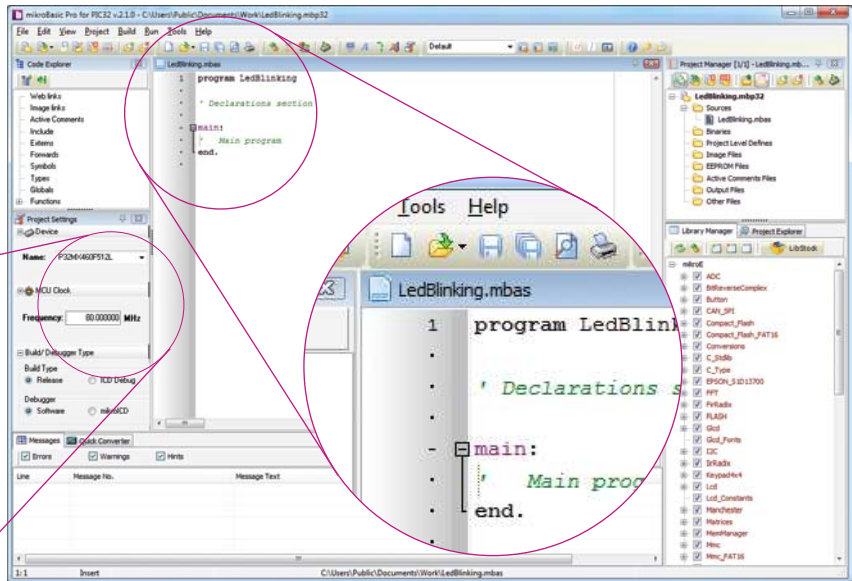 mikroBasic Pro for PIC32 v.2.1.0 - C:\Users\Public\Documents\Work\LedBlinking.mbp32
File Edit View Project Build Run Tools Help
Default
Code Explorer
Web links
Image links
Active Comments
Include
Externs
Forwards
Symbols
Types
Globals
Functions
Project Settings
Device
Name: P32MX460F512L
MCU Clock
Frequency: 80.000000 MHz
Build/ Debugger Type
Build Type
Release ICD Debug
Debugger
Software mikroICD
LedBlinking.mbas
1 program LedBlinking
' Declarations section
main:
' Main program
end.
Tools Help
LedBlinking.mbas
1 program LedBlink
' Declarations s
main:
' Main prog
end.
Project Manager [1/1] - LedBlinking.mb...
LedBlinking.mbp32
Sources
LedBlinking.mbas
Binaries
Project Level Defines
Image Files
EEPROM Files
Active Comments Files
Output Files
Other Files
Library Manager Project Explorer
LibStock
mikroE
ADC
BitReverseComplex
Button
CAN_SPI
Compact_Flash
Compact_Flash_FAT16
Conversions
C_Stdlib
C_Type
EPSON_S1D13700
FFT
FirRadix
FLASH
Glcd
Glcd_Fonts
I2C
IirRadix
Keypad4x4
Lcd
Lcd_Constants
Manchester
Matrices
MemManager
Mmc
Mmc_FAT16
Messages Quick Converter
Errors Warnings Hints
Line Message No. Message Text
1:1 Insert C:\Users\Public\Documents\Work\LedBlinking.mbas